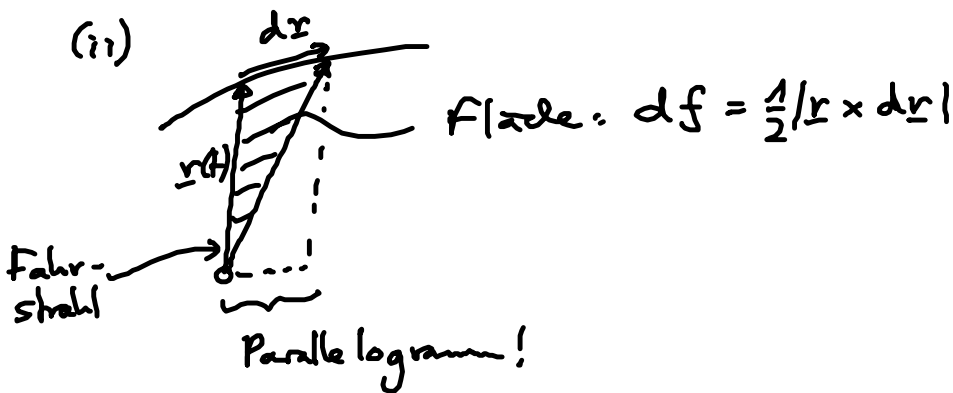 (ii)
dr
Fläche: df = 1/2 |r × dr|
r(t)
Fahr-
strahl
Parallelogramm!